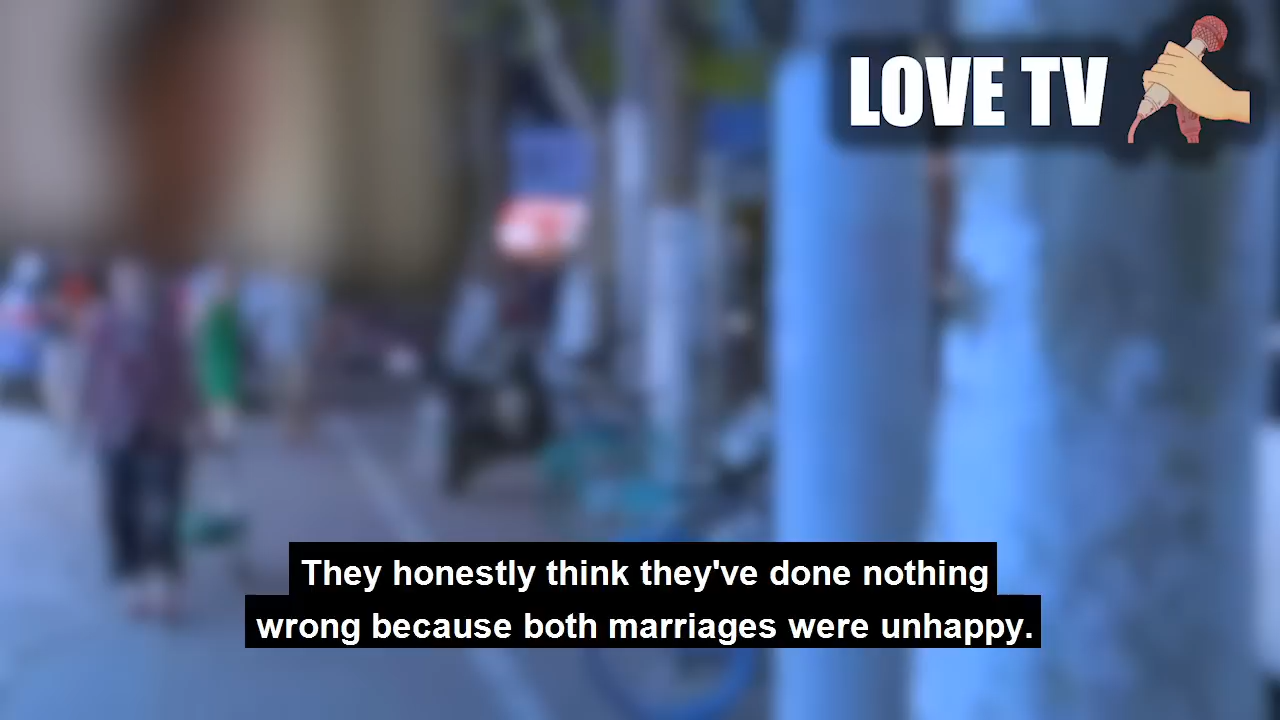 LOVE TV
They honestly think they've done nothing
wrong because both marriages were unhappy.